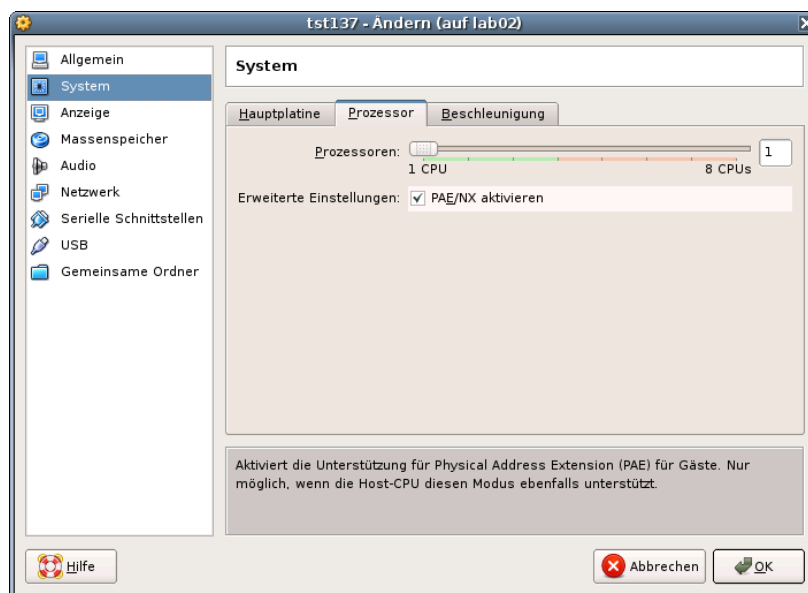 tst137 - Ändern (auf lab02)
Allgemein
System
Anzeige
Massenspeicher
Audio
Netzwerk
Serielle Schnittstellen
USB
Gemeinsame Ordner
System
Hauptplatine Prozessor Beschleunigung
Prozessoren: 1
1 CPU 8 CPUs
Erweiterte Einstellungen: PAE/NX aktivieren
Aktiviert die Unterstützung für Physical Address Extension (PAE) für Gäste. Nur
möglich, wenn die Host-CPU diesen Modus ebenfalls unterstützt.
Hilfe Abbrechen OK